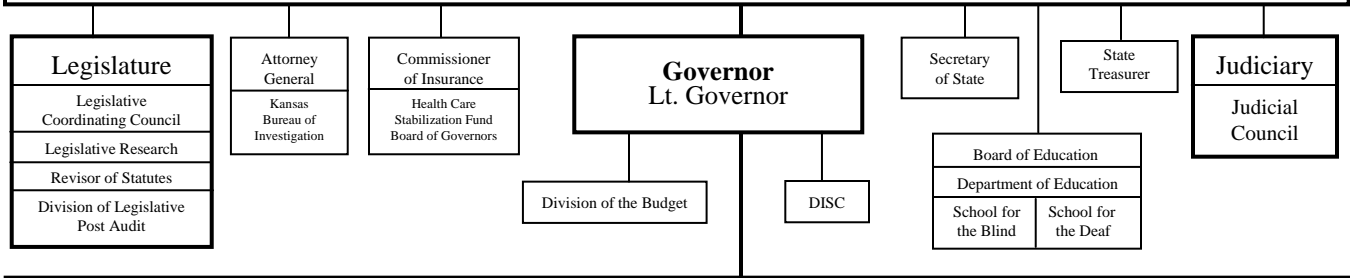 Legislature
Legislative
Coordinating Council
Legislative Research
Revisor of Statutes
Division of Legislative
Post Audit
Attorney
General
Kansas
Bureau of
Investigation
Commissioner
of Insurance
Health Care
Stabilization Fund
Board of Governors
Governor
Lt. Governor
Division of the Budget
DISC
Secretary
of State
Board of Education
Department of Education
School for
the Blind
School for
the Deaf
State
Treasurer
Judiciary
Judicial
Council